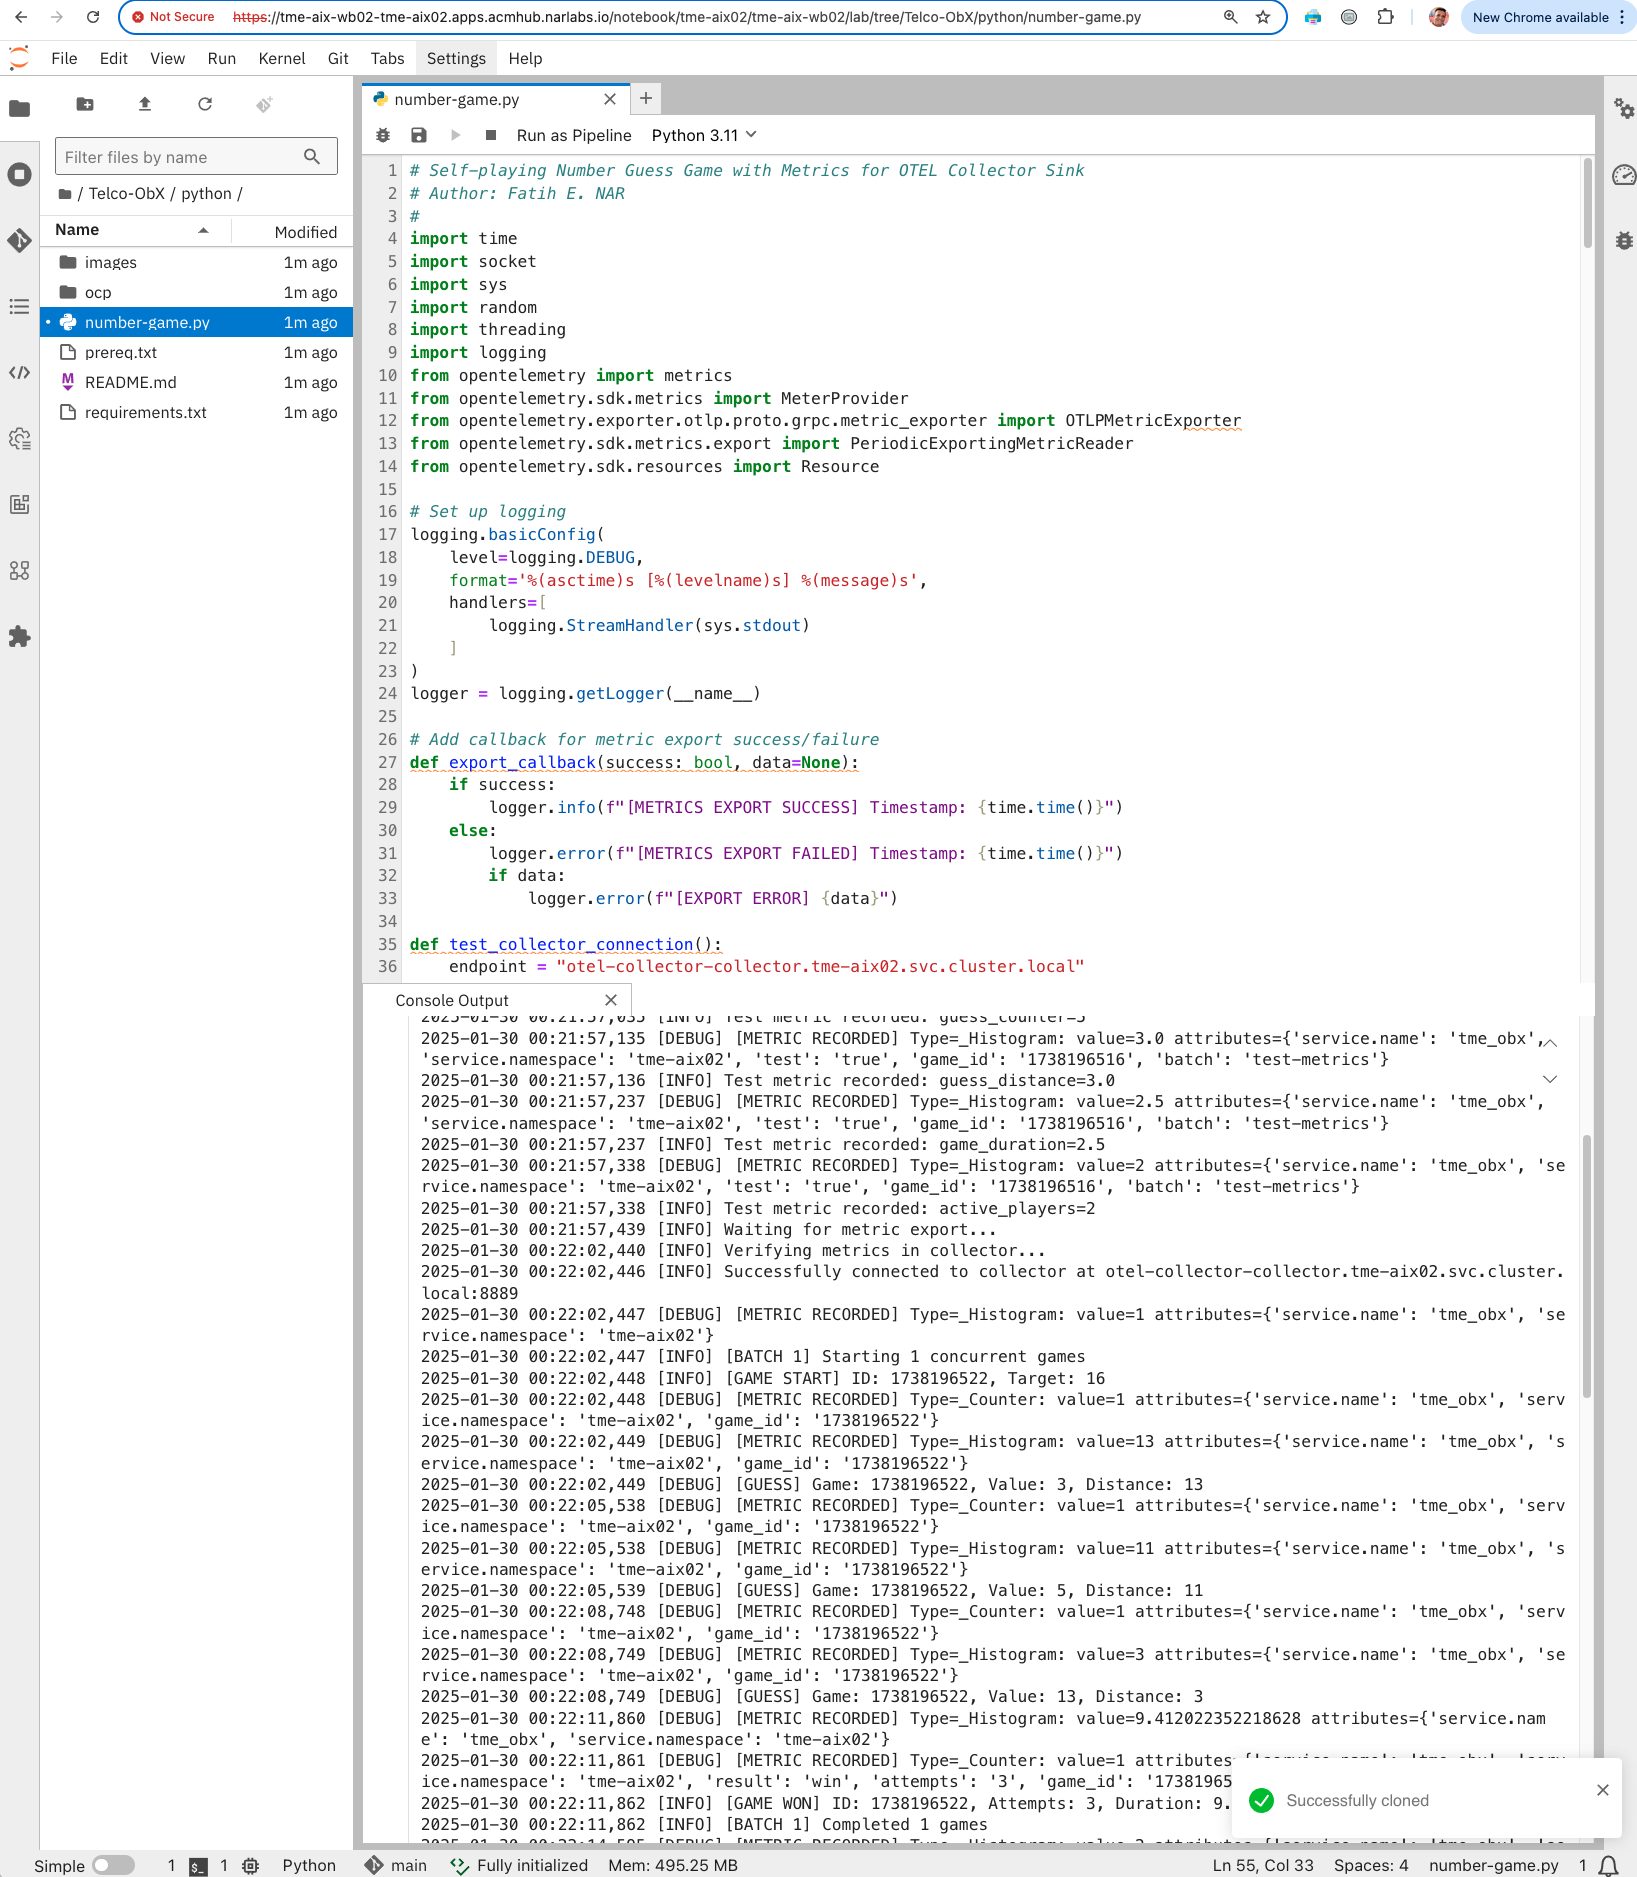 Not Secure https://tme-aix-wb02-tme-aix02.apps.acmhub.narlabs.io/notebook/tme-aix02/tme-aix-wb02/lab/tree/Telco-ObX/python/number-game.py New Chrome available
File Edit View Run Kernel Git Tabs Settings Help
number-game.py
Run as Pipeline Python 3.11
Filter files by name
/ Telco-ObX / python /
Name Modified
images 1m ago
ocp 1m ago
number-game.py 1m ago
prereq.txt 1m ago
README.md 1m ago
requirements.txt 1m ago
1 # Self-playing Number Guess Game with Metrics for OTEL Collector Sink
2 # Author: Fatih E. NAR
3 #
4 import time
5 import socket
6 import sys
7 import random
8 import threading
9 import logging
10 from opentelemetry import metrics
11 from opentelemetry.sdk.metrics import MeterProvider
12 from opentelemetry.exporter.otlp.proto.grpc.metric_exporter import OTLPMetricExporter
13 from opentelemetry.sdk.metrics.export import PeriodicExportingMetricReader
14 from opentelemetry.sdk.resources import Resource
15
16 # Set up logging
17 logging.basicConfig(
18     level=logging.DEBUG,
19     format='%(asctime)s [%(levelname)s] %(message)s',
20     handlers=[
21         logging.StreamHandler(sys.stdout)
22     ]
23 )
24 logger = logging.getLogger(__name__)
25
26 # Add callback for metric export success/failure
27 def export_callback(success: bool, data=None):
28     if success:
29         logger.info(f"[METRICS EXPORT SUCCESS] Timestamp: {time.time()}")
30     else:
31         logger.error(f"[METRICS EXPORT FAILED] Timestamp: {time.time()}")
32         if data:
33             logger.error(f"[EXPORT ERROR] {data}")
34
35 def test_collector_connection():
36     endpoint = "otel-collector-collector.tme-aix02.svc.cluster.local"
Console Output
2025-01-30 00:21:57,035 [INFO] Test metric recorded: guess_counter=5
2025-01-30 00:21:57,135 [DEBUG] [METRIC RECORDED] Type=_Histogram: value=3.0 attributes={'service.name': 'tme_obx',
'service.namespace': 'tme-aix02', 'test': 'true', 'game_id': '1738196516', 'batch': 'test-metrics'}
2025-01-30 00:21:57,136 [INFO] Test metric recorded: guess_distance=3.0
2025-01-30 00:21:57,237 [DEBUG] [METRIC RECORDED] Type=_Histogram: value=2.5 attributes={'service.name': 'tme_obx',
'service.namespace': 'tme-aix02', 'test': 'true', 'game_id': '1738196516', 'batch': 'test-metrics'}
2025-01-30 00:21:57,237 [INFO] Test metric recorded: game_duration=2.5
2025-01-30 00:21:57,338 [DEBUG] [METRIC RECORDED] Type=_Histogram: value=2 attributes={'service.name': 'tme_obx', 'se
rvice.namespace': 'tme-aix02', 'test': 'true', 'game_id': '1738196516', 'batch': 'test-metrics'}
2025-01-30 00:21:57,338 [INFO] Test metric recorded: active_players=2
2025-01-30 00:21:57,439 [INFO] Waiting for metric export...
2025-01-30 00:22:02,440 [INFO] Verifying metrics in collector...
2025-01-30 00:22:02,446 [INFO] Successfully connected to collector at otel-collector-collector.tme-aix02.svc.cluster.
local:8889
2025-01-30 00:22:02,447 [DEBUG] [METRIC RECORDED] Type=_Histogram: value=1 attributes={'service.name': 'tme_obx', 'se
rvice.namespace': 'tme-aix02'}
2025-01-30 00:22:02,447 [INFO] [BATCH 1] Starting 1 concurrent games
2025-01-30 00:22:02,448 [INFO] [GAME START] ID: 1738196522, Target: 16
2025-01-30 00:22:02,448 [DEBUG] [METRIC RECORDED] Type=_Counter: value=1 attributes={'service.name': 'tme_obx', 'serv
ice.namespace': 'tme-aix02', 'game_id': '1738196522'}
2025-01-30 00:22:02,449 [DEBUG] [METRIC RECORDED] Type=_Histogram: value=13 attributes={'service.name': 'tme_obx', 's
ervice.namespace': 'tme-aix02', 'game_id': '1738196522'}
2025-01-30 00:22:02,449 [DEBUG] [GUESS] Game: 1738196522, Value: 3, Distance: 13
2025-01-30 00:22:05,538 [DEBUG] [METRIC RECORDED] Type=_Counter: value=1 attributes={'service.name': 'tme_obx', 'serv
ice.namespace': 'tme-aix02', 'game_id': '1738196522'}
2025-01-30 00:22:05,538 [DEBUG] [METRIC RECORDED] Type=_Histogram: value=11 attributes={'service.name': 'tme_obx', 's
ervice.namespace': 'tme-aix02', 'game_id': '1738196522'}
2025-01-30 00:22:05,539 [DEBUG] [GUESS] Game: 1738196522, Value: 5, Distance: 11
2025-01-30 00:22:08,748 [DEBUG] [METRIC RECORDED] Type=_Counter: value=1 attributes={'service.name': 'tme_obx', 'serv
ice.namespace': 'tme-aix02', 'game_id': '1738196522'}
2025-01-30 00:22:08,749 [DEBUG] [METRIC RECORDED] Type=_Histogram: value=3 attributes={'service.name': 'tme_obx', 'se
rvice.namespace': 'tme-aix02', 'game_id': '1738196522'}
2025-01-30 00:22:08,749 [DEBUG] [GUESS] Game: 1738196522, Value: 13, Distance: 3
2025-01-30 00:22:11,860 [DEBUG] [METRIC RECORDED] Type=_Histogram: value=9.412022352218628 attributes={'service.nam
e': 'tme_obx', 'service.namespace': 'tme-aix02'}
2025-01-30 00:22:11,861 [DEBUG] [METRIC RECORDED] Type=_Counter: value=1 attributes
ice.namespace': 'tme-aix02', 'result': 'win', 'attempts': '3', 'game_id': '17381965
2025-01-30 00:22:11,862 [INFO] [GAME WON] ID: 1738196522, Attempts: 3, Duration: 9.
2025-01-30 00:22:11,862 [INFO] [BATCH 1] Completed 1 games
Successfully cloned
Simple 1 1 Python main Fully initialized Mem: 495.25 MB Ln 55, Col 33 Spaces: 4 number-game.py 1